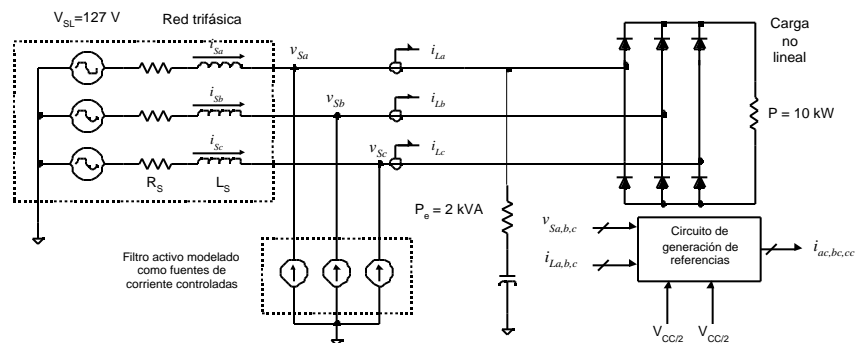 V_SL=127 V
Red trifásica
Carga
no
lineal
i_Sa
v_Sa
i_La
i_Sb
v_Sb
i_Lb
P = 10 kW
i_Sc
v_Sc
i_Lc
R_S
L_S
P_e = 2 kVA
Filtro activo modelado
como fuentes de
corriente controladas
v_Sa,b,c
i_La,b,c
Circuito de
generación de
referencias
i_ac,bc,cc
V_CC/2
V_CC/2